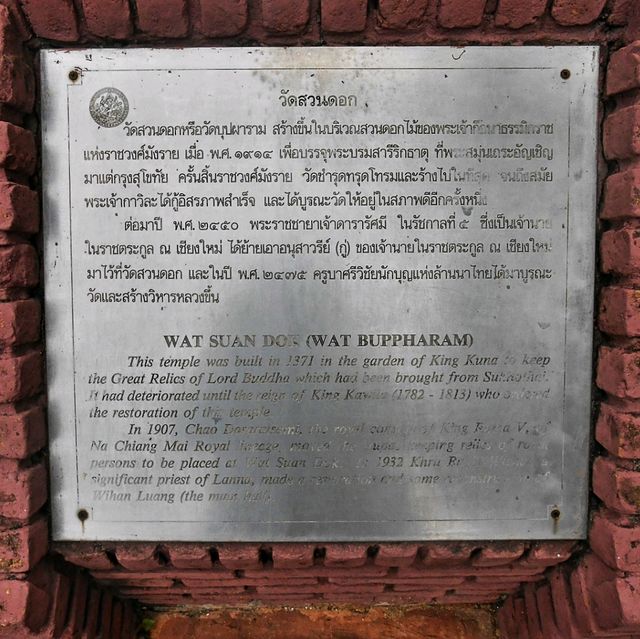 วัดสวนดอก
วัดสวนดอกหรือวัดบุปผาราม สร้างขึ้นในบริเวณสวนดอกไม้ของพระเจ้ากือนาธรรมิกราช
แห่งราชวงศ์มังราย เมื่อ พ.ศ.๑๙๑๔ เพื่อบรรจุพระบรมสารีริกธาตุ ที่พระสุมนเถระอัญเชิญ
มาแต่กรุงสุโขทัย ครั้นสิ้นราชวงศ์มังราย วัดชำรุดทรุดโทรมและร้างไปในที่สุด จนถึงสมัย
พระเจ้ากาวิละได้กู้อิสรภาพสำเร็จ และได้บูรณะวัดให้อยู่ในสภาพดีอีกครั้งหนึ่ง
ต่อมาปี พ.ศ.๒๔๕๐ พระราชชายาเจ้าดารารัศมี ในรัชกาลที่ ๕ ซึ่งเป็นเจ้านาย
ในราชตระกูล ณ เชียงใหม่ ได้ย้ายเอาอนุสาวรีย์ (กู่) ของเจ้านายในราชตระกูล ณ เชียงใหม่
มาไว้ที่วัดสวนดอก และในปี พ.ศ.๒๔๗๕ ครูบาศรีวิชัยนักบุญแห่งล้านนาไทยได้มาบูรณะ
วัดและสร้างวิหารหลวงขึ้น
WAT SUAN DOK (WAT BUPPHARAM)
This temple was built in 1371 in the garden of King Kuna to keep
the Great Relics of Lord Buddha which had been brought from Sukhothai.
It had deteriorated until the reign of King Kawila (1782 - 1813) who ordered
the restoration of this temple.
In 1907, Chao Dararasami, the royal consort of King Rama V, of
Na Chiang Mai Royal lineage, keeping relics of
persons to be placed at Wat Suan Dok. 1932 Khru
significant priest of Lanna, made a and some
Wihan Luang (the main hall).